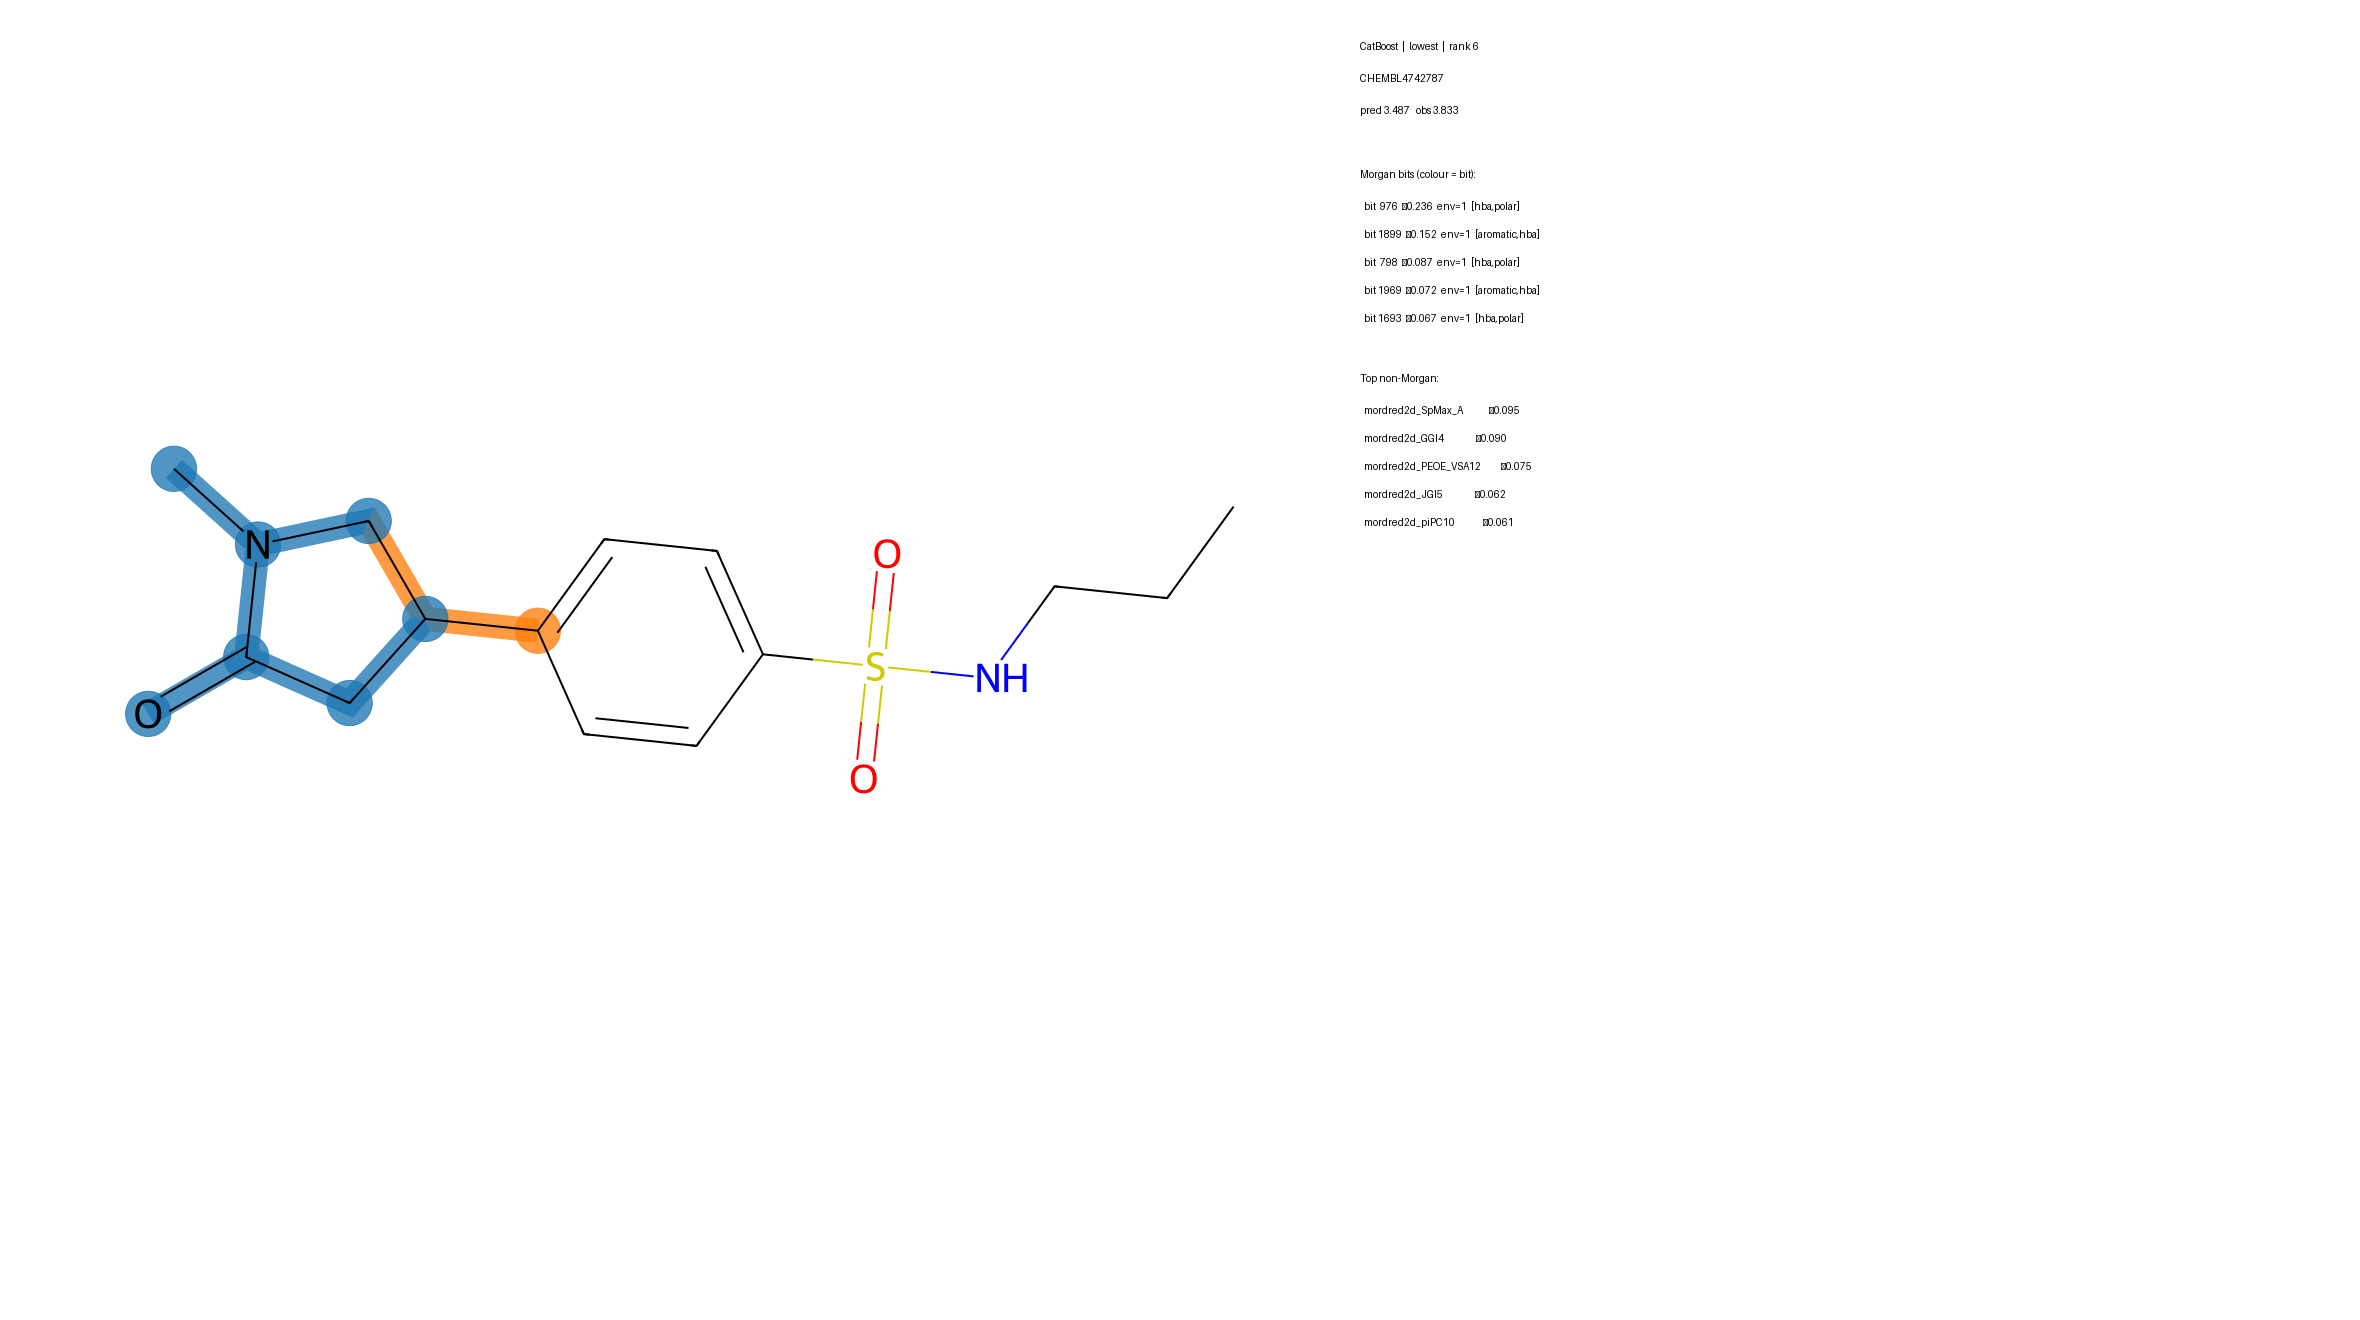 CatBoost | lowest | rank 6
CHEMBL4742787
pred 3.487 obs 3.833
Morgan bits (colour = bit):
bit 976 ▯0.236 env=1 [hba,polar]
bit 1899 ▯0.152 env=1 [aromatic,hba]
bit 798 ▯0.087 env=1 [hba,polar]
bit 1969 ▯0.072 env=1 [aromatic,hba]
bit 1693 ▯0.067 env=1 [hba,polar]
Top non-Morgan:
mordred2d_SpMax_A ▯0.095
mordred2d_GGI4 ▯0.090
mordred2d_PEOE_VSA12 ▯0.075
mordred2d_JGI5 ▯0.062
mordred2d_piPC10 ▯0.061
N
O
O
S
NH
O